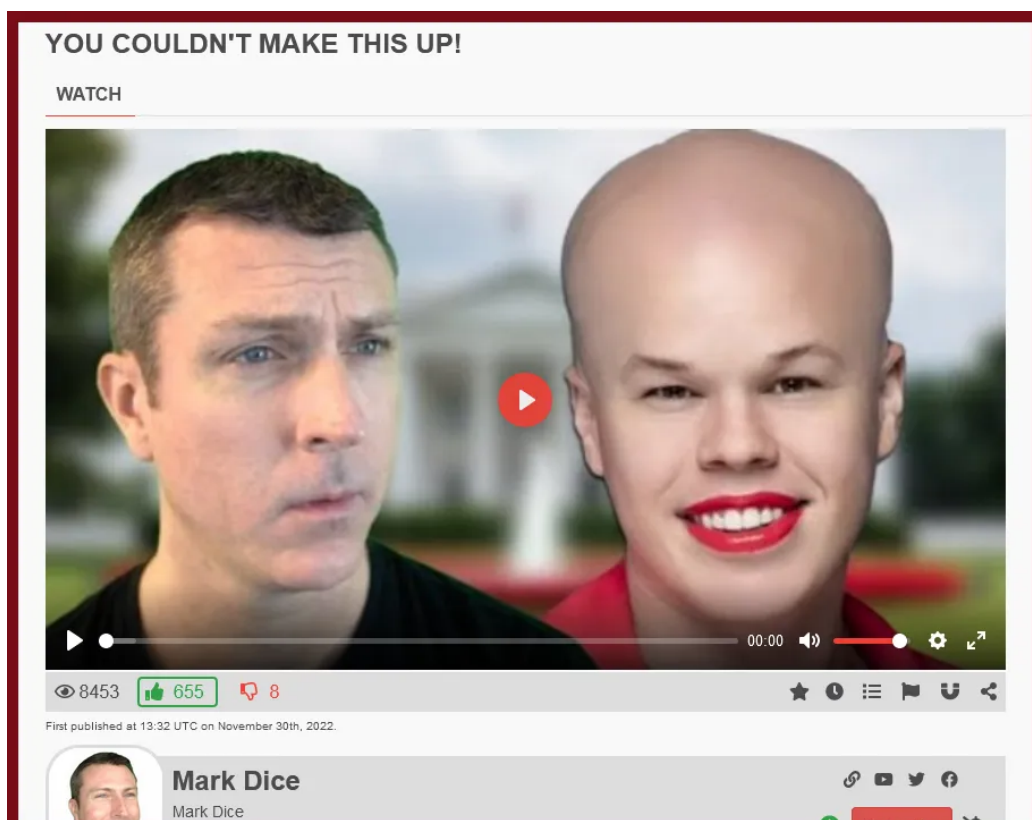 YOU COULDN'T MAKE THIS UP!
WATCH
00:00
8453 655 8
First published at 13:32 UTC on November 30th, 2022.
Mark Dice
Mark Dice